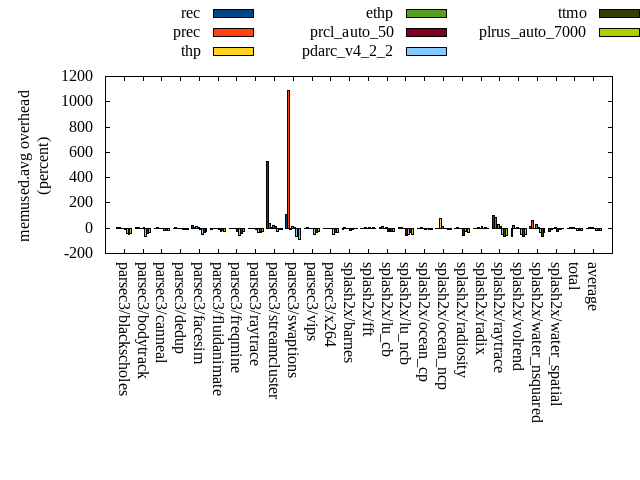 rec
prec
thp
ethp
prcl_auto_50
pdarc_v4_2_2
ttmo
plrus_auto_7000
memused.avg overhead
(percent)
1200
1000
800
600
400
200
0
-200
parsec3/blackscholes
parsec3/bodytrack
parsec3/canneal
parsec3/dedup
parsec3/facesim
parsec3/fluidanimate
parsec3/freqmine
parsec3/raytrace
parsec3/streamcluster
parsec3/swaptions
parsec3/vips
parsec3/x264
splash2x/barnes
splash2x/fft
splash2x/lu_cb
splash2x/lu_ncb
splash2x/ocean_cp
splash2x/ocean_ncp
splash2x/radiosity
splash2x/radix
splash2x/raytrace
splash2x/volrend
splash2x/water_nsquared
splash2x/water_spatial
total
average